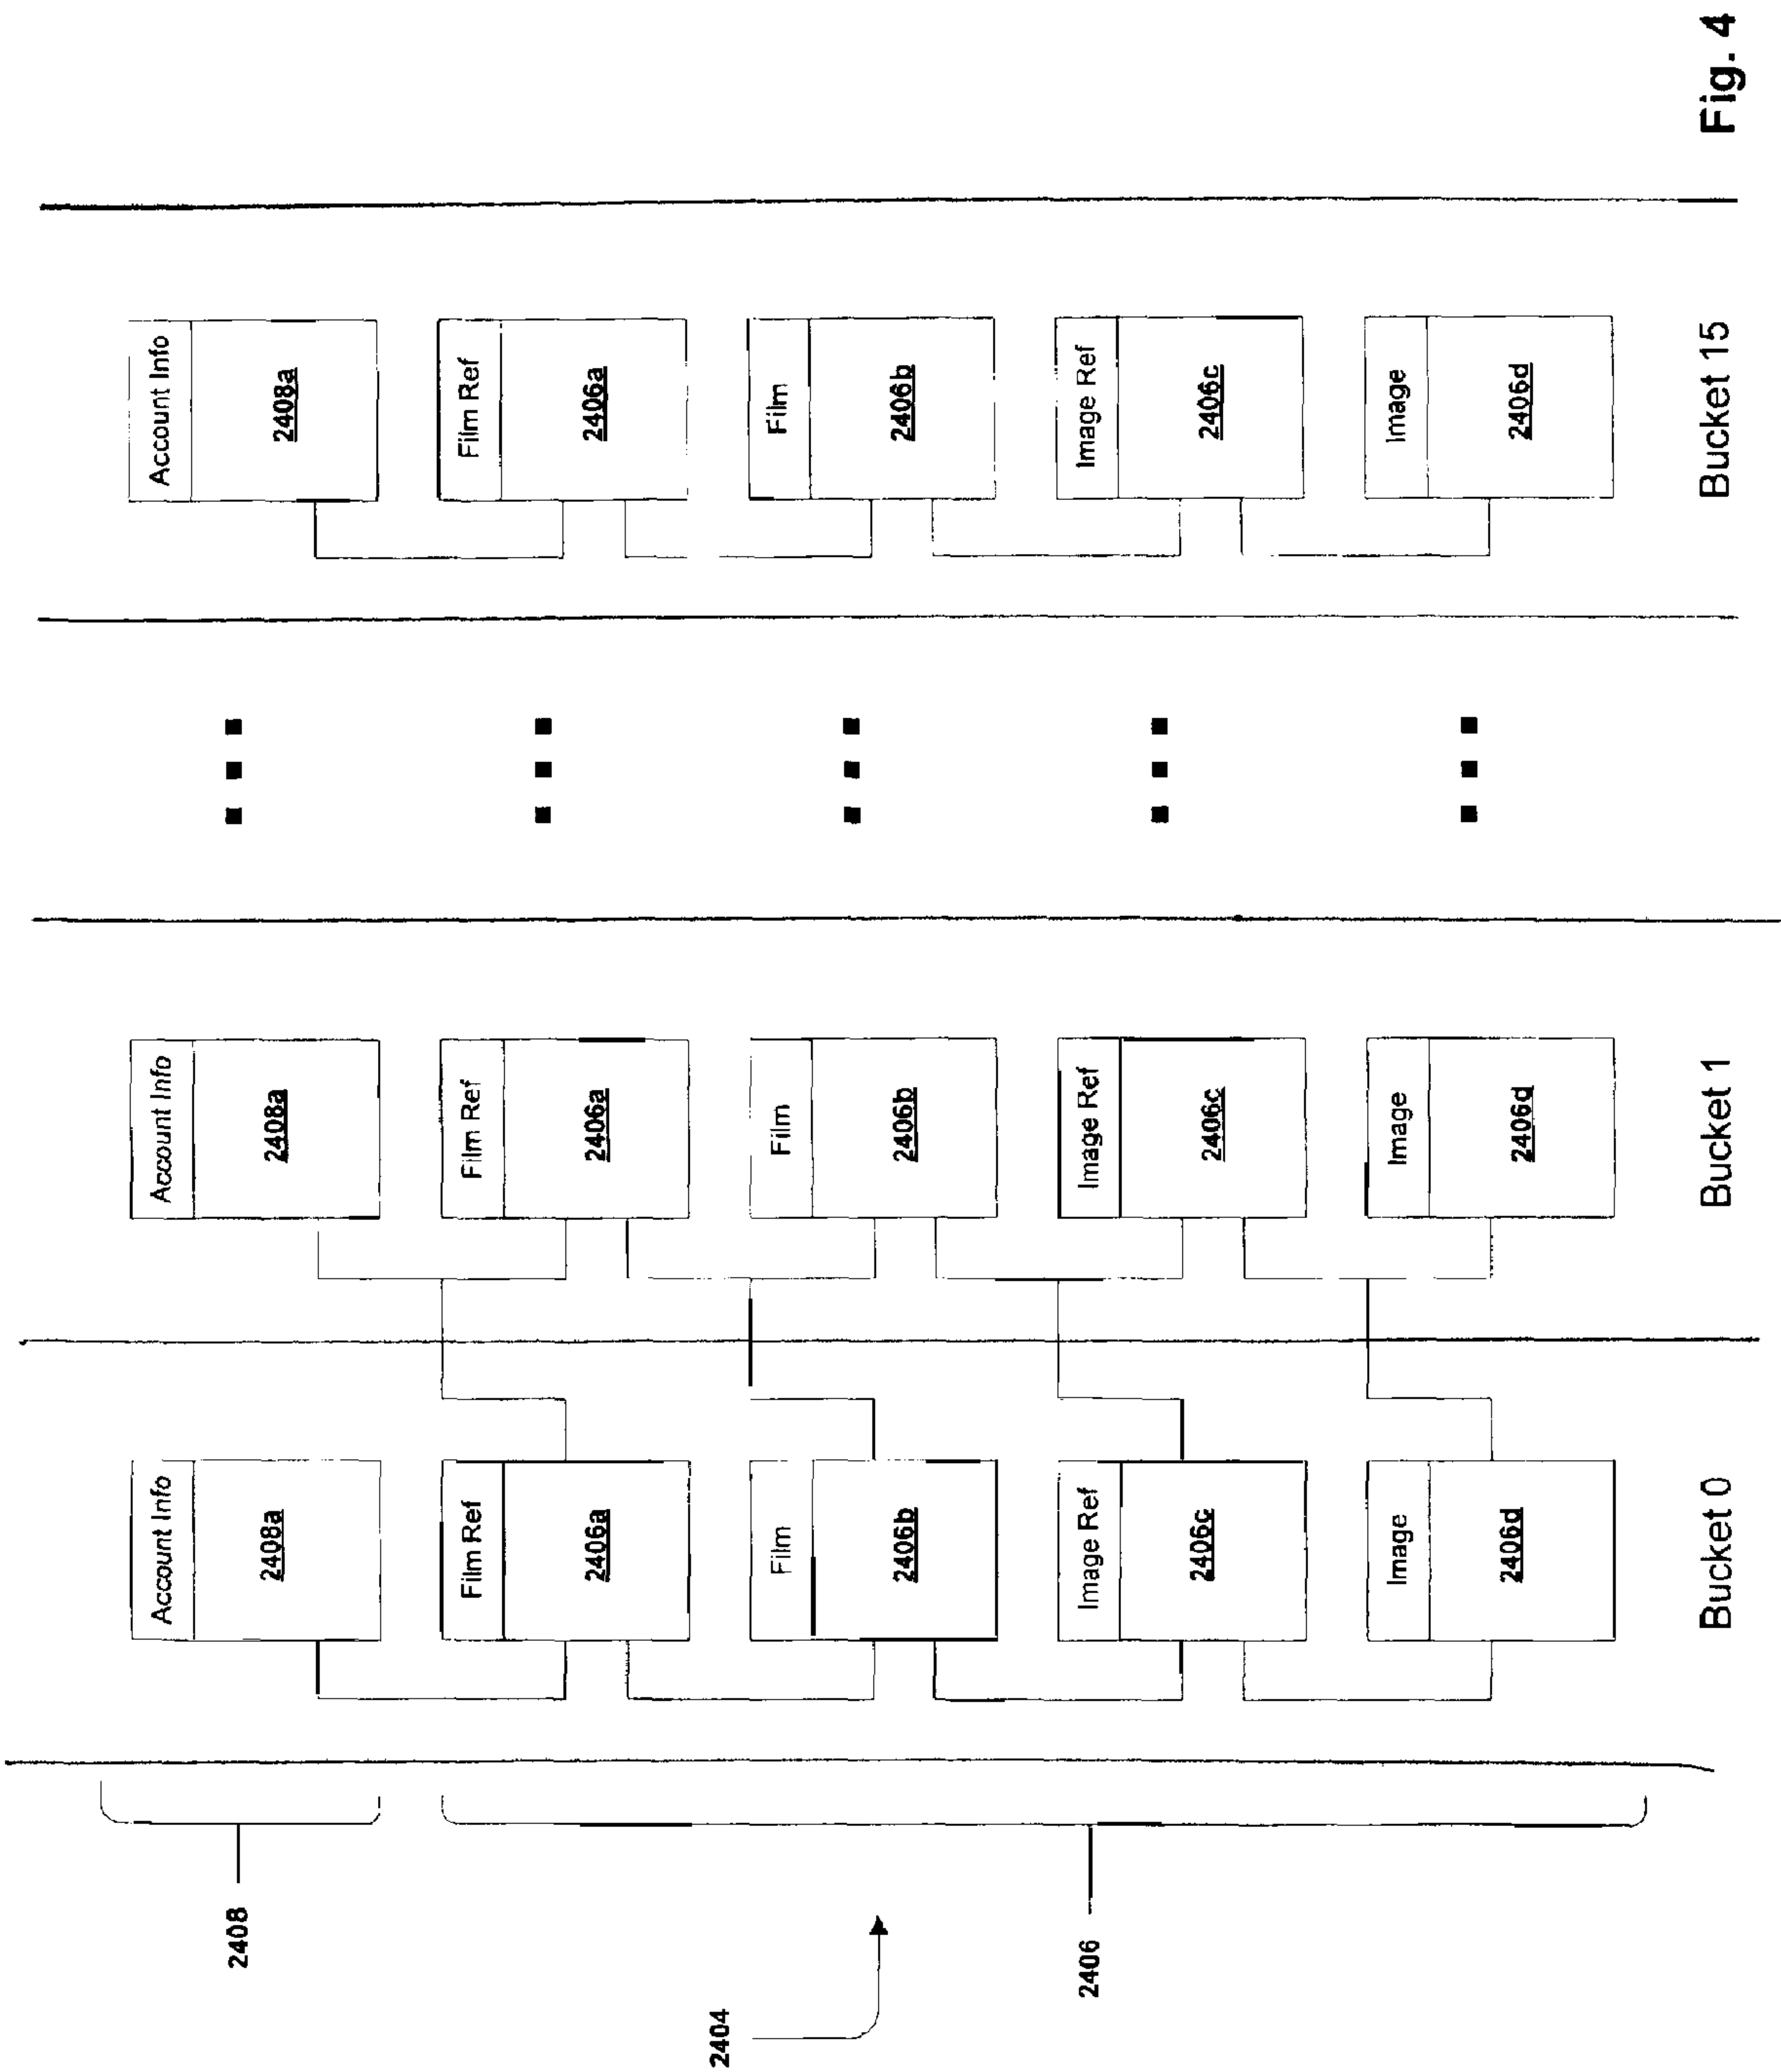 Account Info
Account Info
Account Info
2408
2408a
2408a
2408a
Film Ref
Film Ref
Film Ref
2406a
2406a
2406a
2404
Film
Film
Film
2406b
2406b
2406b
2406
Image Ref
Image Ref
Image Ref
2406c
2406c
2406c
Image
Image
Image
2406d
2406d
2406d
Bucket 0
Bucket 1
Bucket 15
Fig. 4